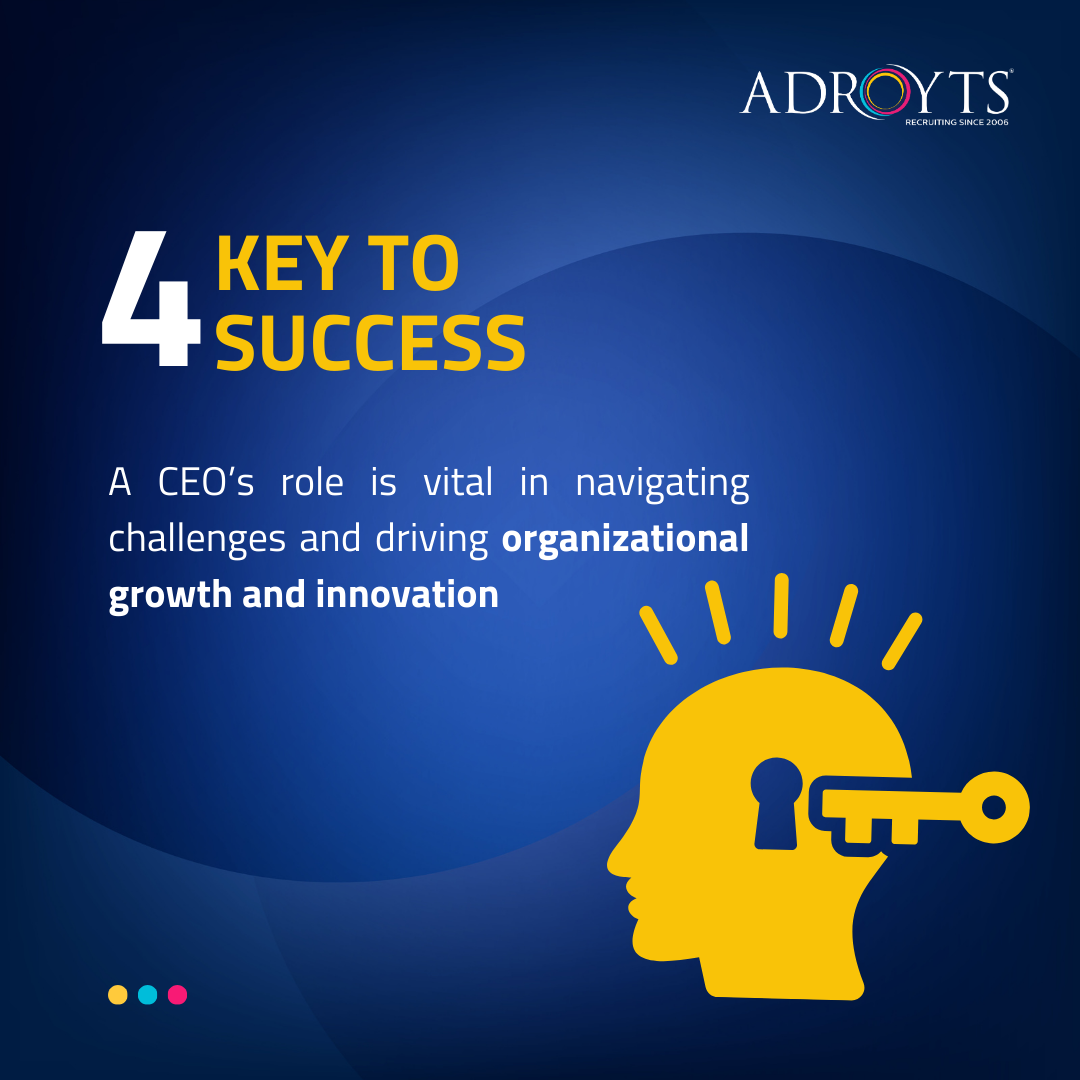 ADROYTS®
RECRUITING SINCE 2006
4 KEY TO
SUCCESS
A CEO’s role is vital in navigating
challenges and driving organizational
growth and innovation